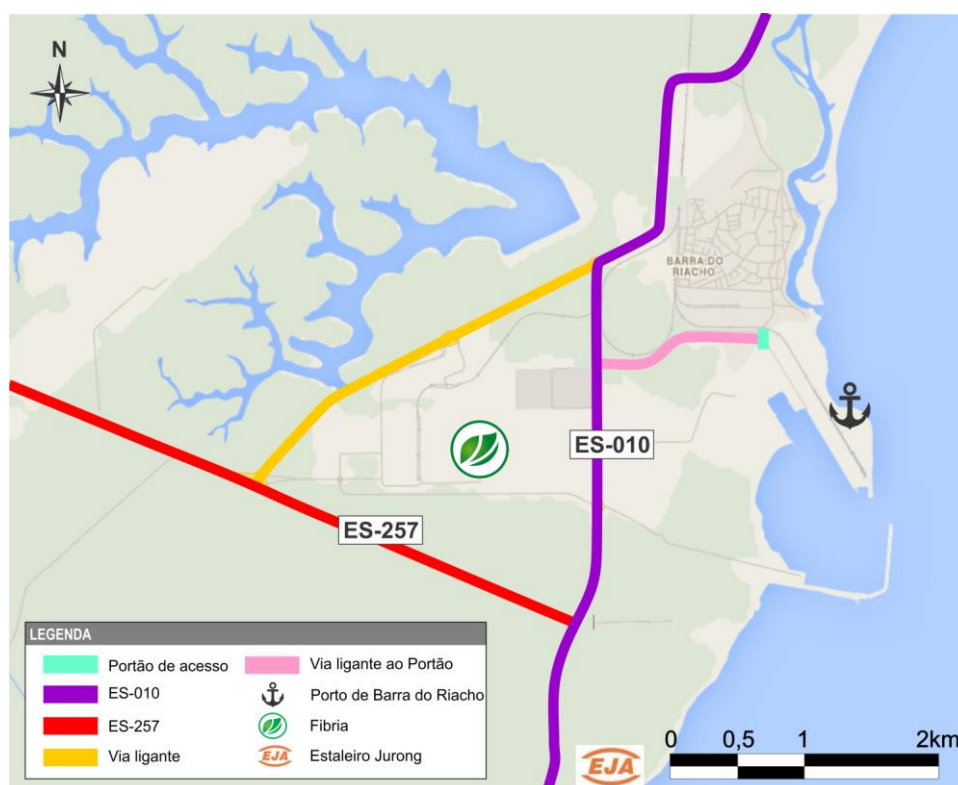 N
BARRA DO
RIACHO
ES-010
ES-257
LEGENDA
Portão de acesso
ES-010
ES-257
Via ligante
Via ligante ao Portão
Porto de Barra do Riacho
Fibria
EJA
Estaleiro Jurong
EJA
0 0,5 1 2km